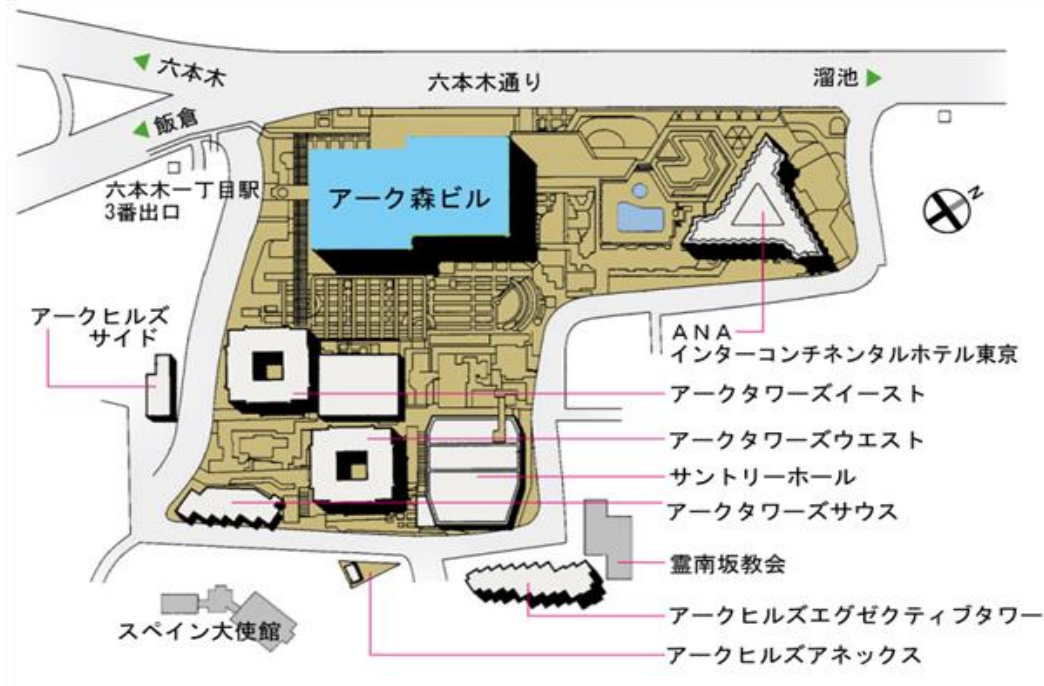 六本木
六本木通り
溜池
飯倉
六本木一丁目駅
3番出口
アーク森ビル
N
アークヒルズ
サイド
ANA
インターコンチネンタルホテル東京
アークタワーズイースト
アークタワーズウエスト
サントリーホール
アークタワーズサウス
霊南坂教会
スペイン大使館
アークヒルズエグゼクティブタワー
アークヒルズアネックス